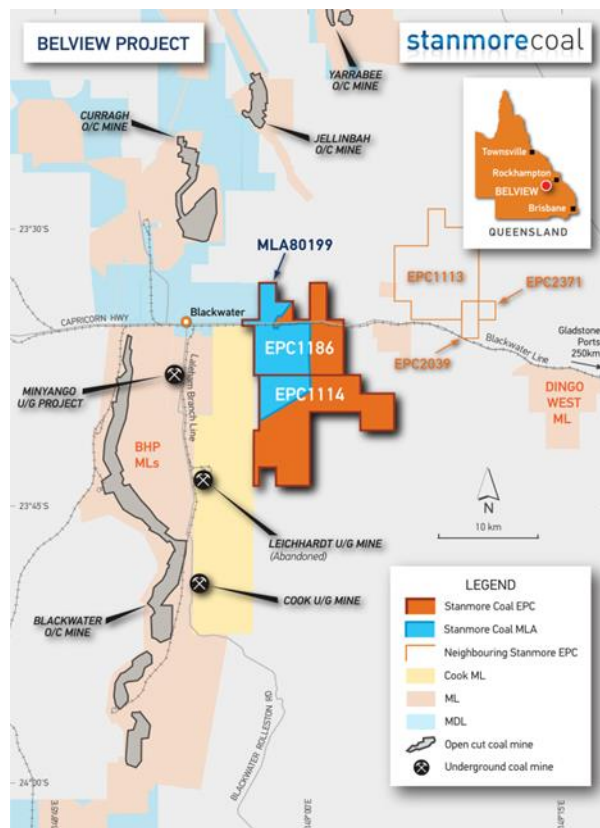 BELVIEW PROJECT
stanmorecoal
YARRABEE
O/C MINE
CURRAGH
O/C MINE
JELLINBAH
O/C MINE
Townsville
Rockhampton
BELVIEW
Brisbane
QUEENSLAND
23°30'S
MLA80199
EPC1113
EPC2371
CAPRICORN HWY
Blackwater
EPC1186
EPC2039
Blackwater Line
Gladstone
Ports
250km
MINYANGO
U/G PROJECT
Laleham Branch Line
EPC1114
DINGO
WEST
ML
BHP
MLs
23°45'S
N
10 km
LEICHHARDT U/G MINE
(Abandoned)
COOK U/G MINE
BLACKWATER
O/C MINE
BLACKWATER ROLLESTON RD
24°00'S
LEGEND
Stanmore Coal EPC
Stanmore Coal MLA
Neighbouring Stanmore EPC
Cook ML
ML
MDL
Open cut coal mine
Underground coal mine
149°00'E
149°15'E